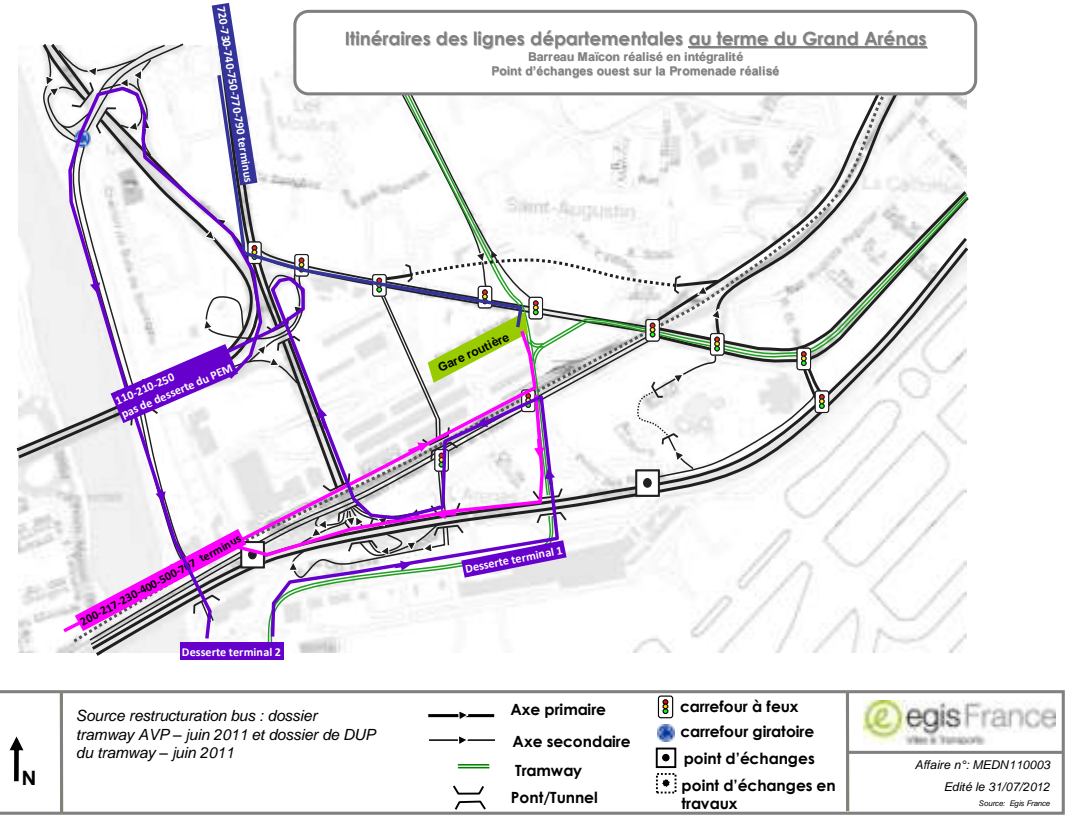 Itinéraires des lignes départementales au terme du Grand Arénas
Barreau Maïcon réalisé en intégralité
Point d'échanges ouest sur la Promenade réalisé
720-730-740-750-770-790 terminus
Saint-Augustin
Gare routière
110-210-250
pas de desserte du PEM
200-217-230-400-500-707 terminus
Desserte terminal 1
Desserte terminal 2
N
Source restructuration bus : dossier
tramway AVP – juin 2011 et dossier de DUP
du tramway – juin 2011
Axe primaire
Axe secondaire
Tramway
Pont/Tunnel
carrefour à feux
carrefour giratoire
point d'échanges
point d'échanges en
travaux
egis France
Villes & Transports
Affaire n°: MEDN110003
Edité le 31/07/2012
Source: Egis France